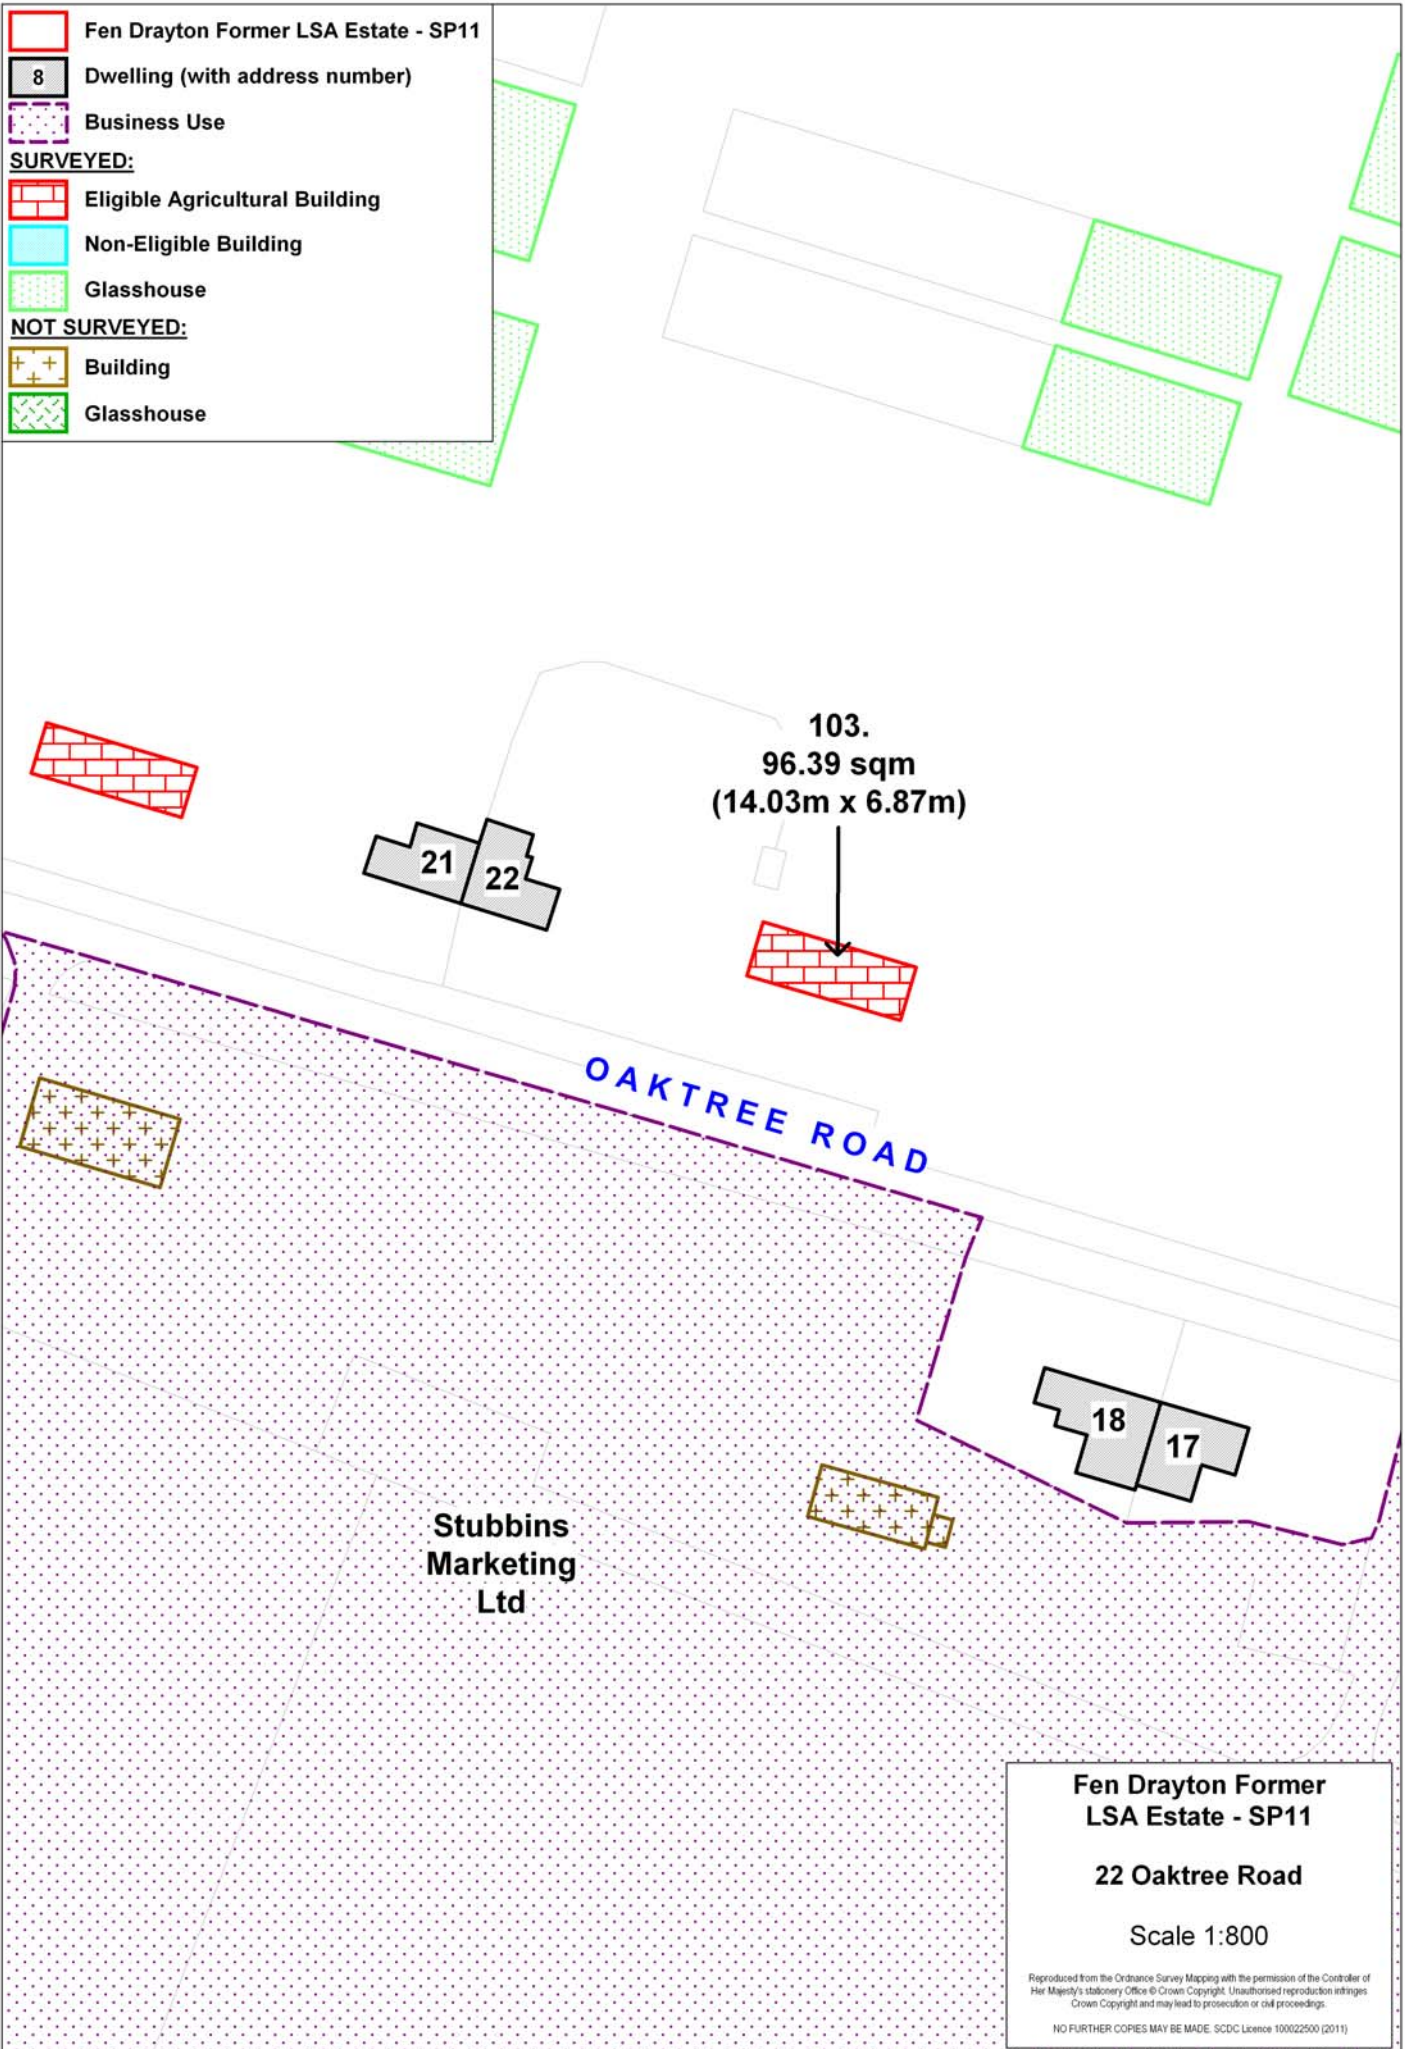 Fen Drayton Former LSA Estate - SP11
8 Dwelling (with address number)
Business Use
SURVEYED:
Eligible Agricultural Building
Non-Eligible Building
Glasshouse
NOT SURVEYED:
Building
Glasshouse
103.
96.39 sqm
(14.03m x 6.87m)
21
22
OAKTREE ROAD
18
17
Stubbins
Marketing
Ltd
Fen Drayton Former
LSA Estate - SP11
22 Oaktree Road
Scale 1:800
Reproduced from the Ordnance Survey Mapping with the permission of the Controller of
Her Majesty's stationery Office © Crown Copyright. Unauthorised reproduction infringes
Crown Copyright and may lead to prosecution or civil proceedings.
NO FURTHER COPIES MAY BE MADE. SCDC Licence 100022500 (2011)